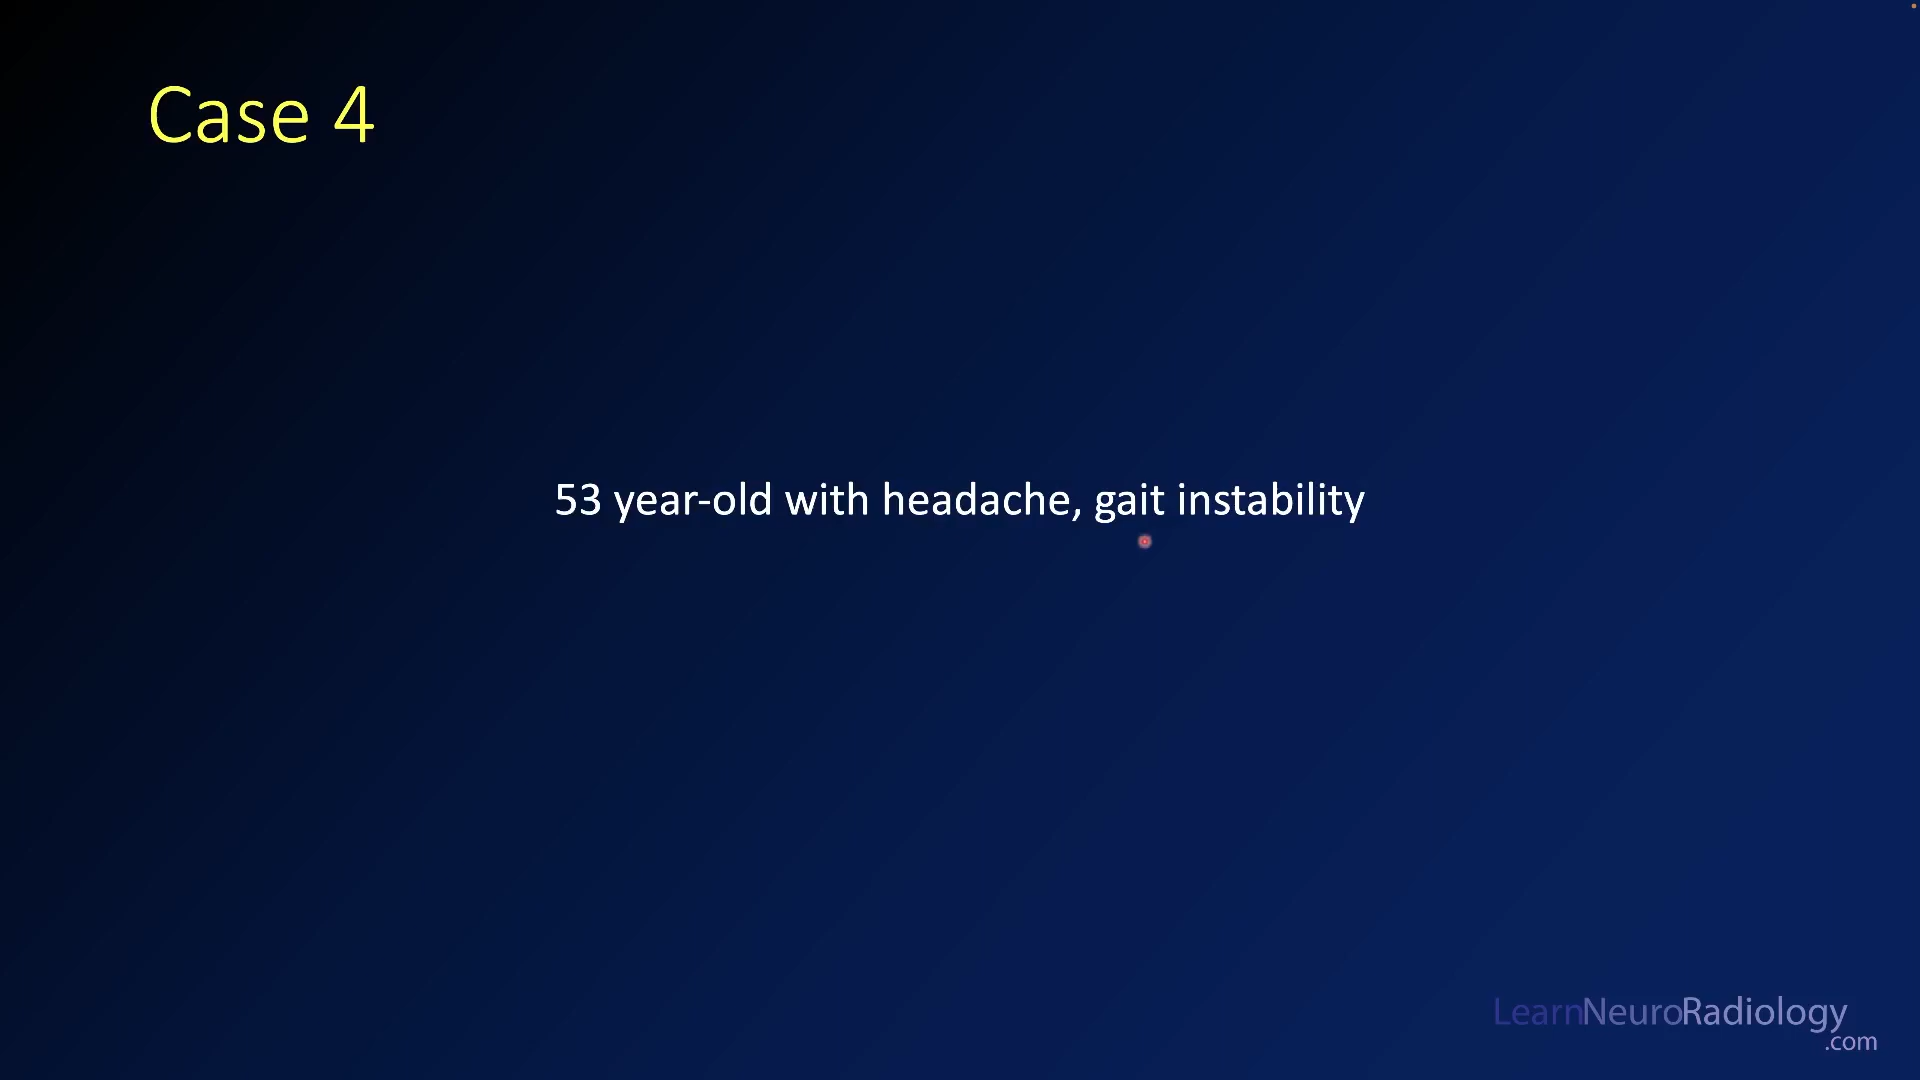 Case 4
53 year-old with headache, gait instability
LearnNeuroRadiology
.com